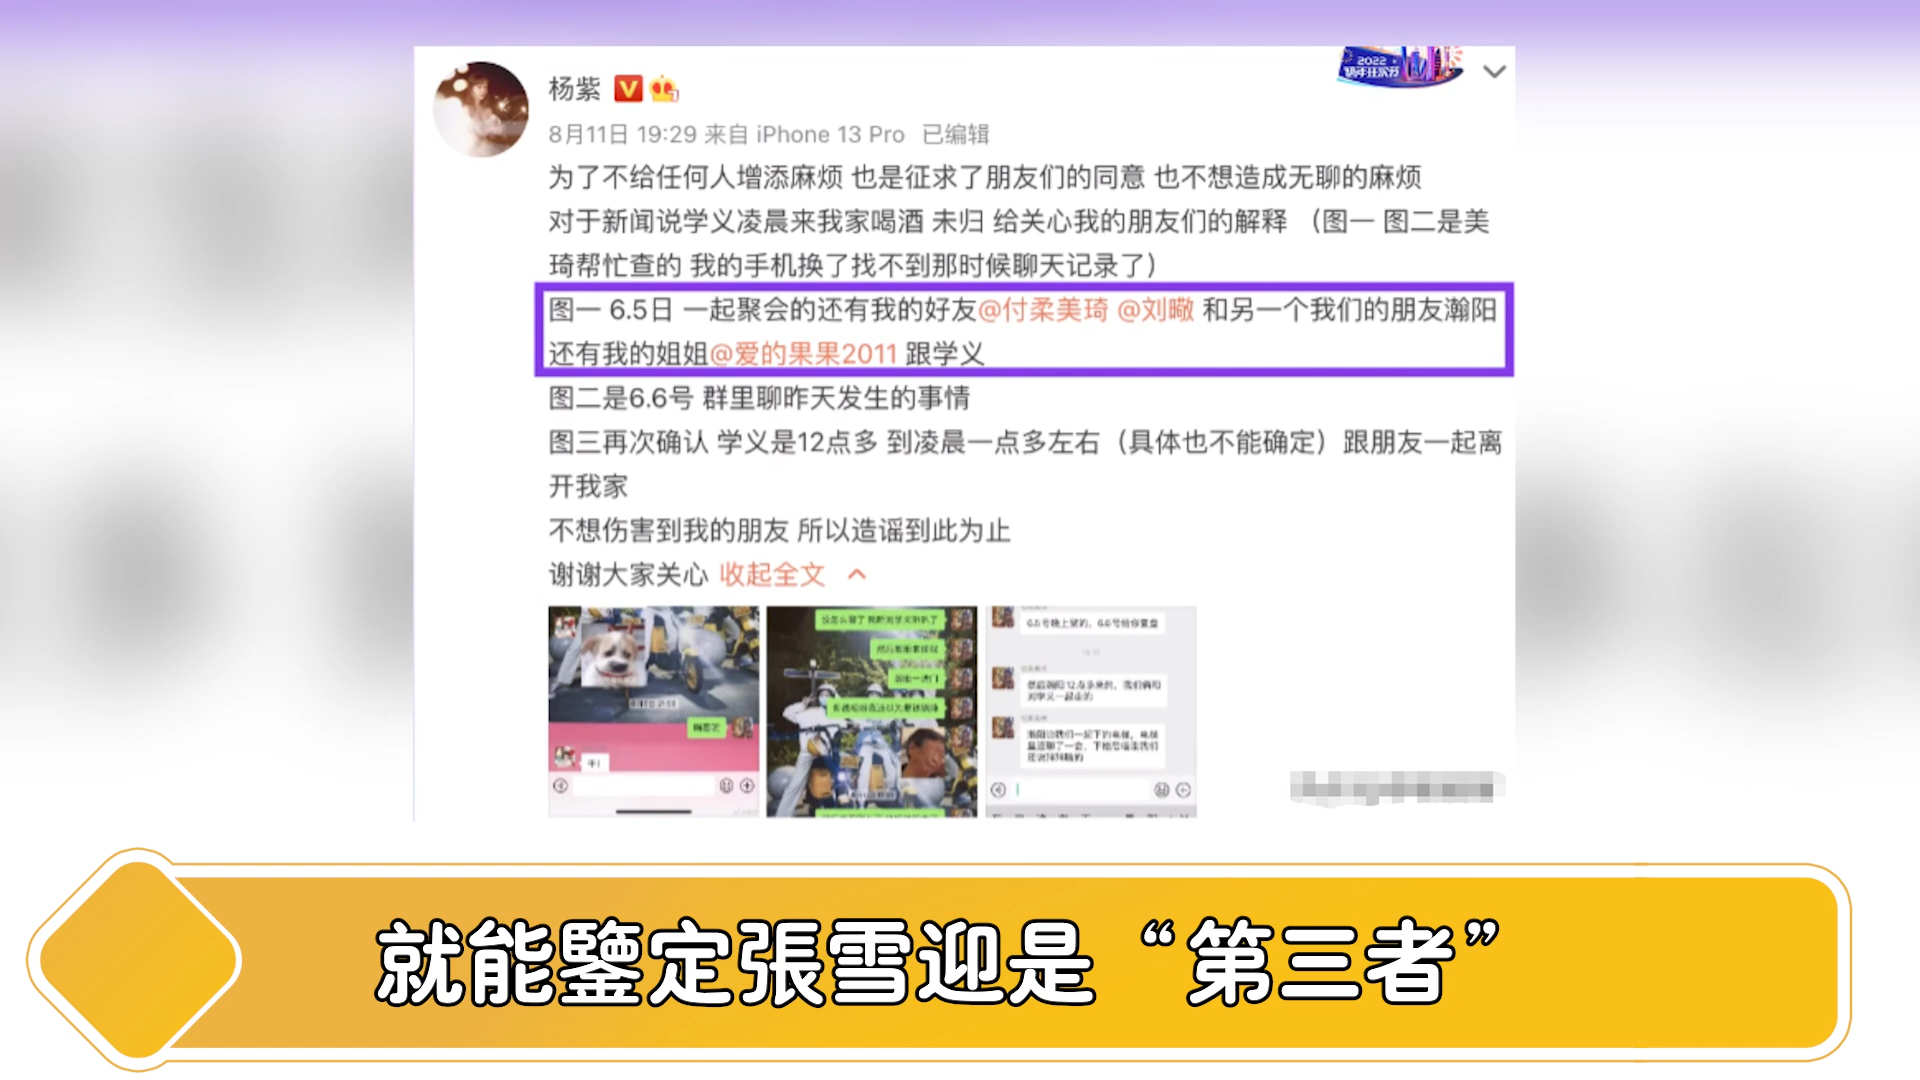 2022
杨紫
8月11日 19:29 来自 iPhone 13 Pro 已编辑
为了不给任何人增添麻烦 也是征求了朋友们的同意 也不想造成无聊的麻烦
对于新闻说学义凌晨来我家喝酒 未归 给关心我的朋友们的解释 （图一 图二是美
琦帮忙查的 我的手机换了找不到那时候聊天记录了）
图一 6.5日 一起聚会的还有我的好友@付柔美琦 @刘暾 和另一个我们的朋友瀚阳
还有我的姐姐@爱的果果2011 跟学义
图二是6.6号 群里聊昨天发生的事情
图三再次确认 学义是12点多 到凌晨一点多左右（具体也不能确定）跟朋友一起离
开我家
不想伤害到我的朋友 所以造谣到此为止
谢谢大家关心 收起全文
就能鑒定張雪迎是“第三者”